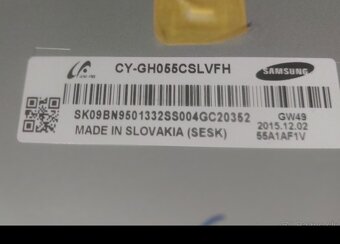 CY-GH055CSLVFH
SAMSUNG
SK09BN9501332SS004GC20352
GW49
MADE IN SLOVAKIA (SESK)
2015.12.02
55A1AF1V